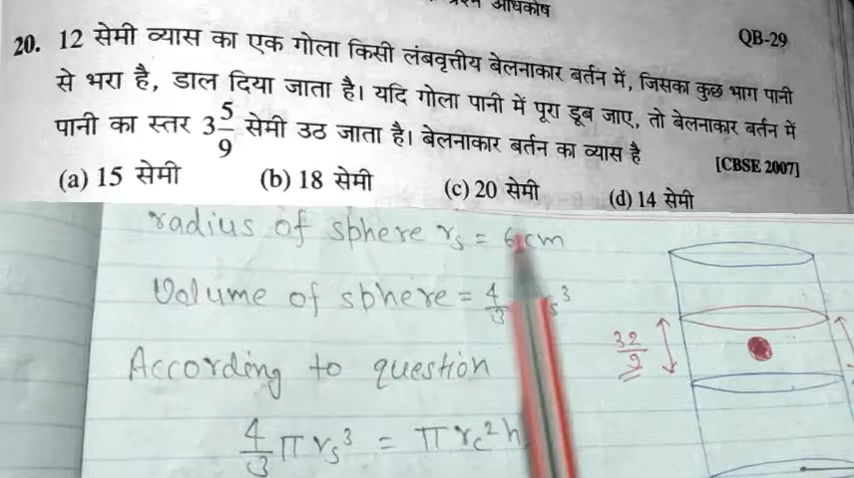 अधिकोष
QB-29
20. 12 सेमी व्यास का एक गोला किसी लंबवृत्तीय बेलनाकार बर्तन में, जिसका कुछ भाग पानी
से भरा है, डाल दिया जाता है। यदि गोला पानी में पूरा डूब जाए, तो बेलनाकार बर्तन में
पानी का स्तर 3 5/9 सेमी उठ जाता है। बेलनाकार बर्तन का व्यास है
[CBSE 2007]
(a) 15 सेमी (b) 18 सेमी (c) 20 सेमी (d) 14 सेमी
radius of sphere rs = 6 cm
Volume of sphere = 4/3 s³
32/9
According to question
4/3 π rs³ = π rc² h